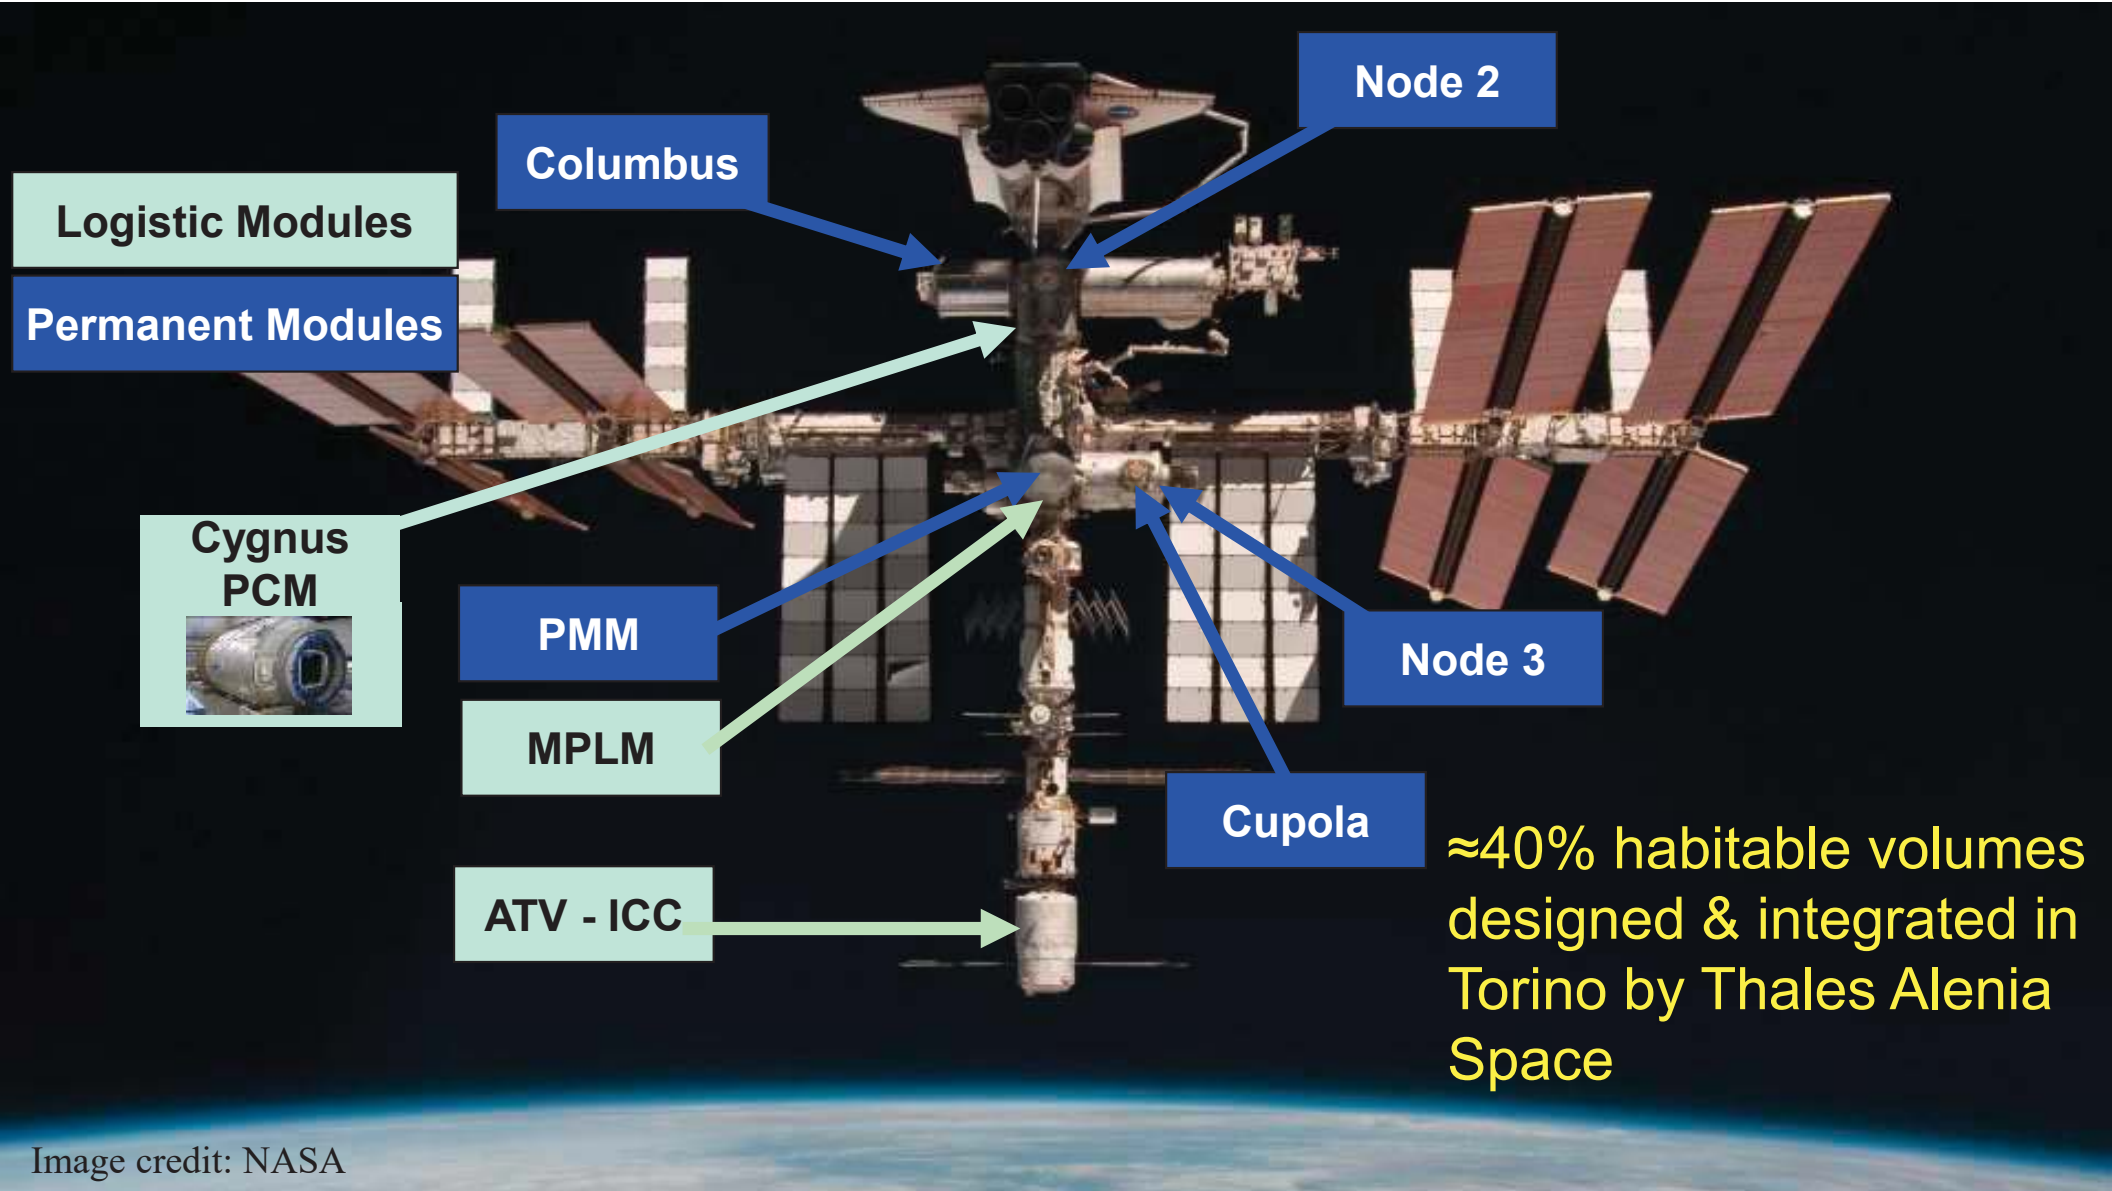 Node 2
Columbus
Logistic Modules
Permanent Modules
Cygnus
PCM
PMM
Node 3
MPLM
Cupola
ATV - ICC
≈40% habitable volumes
designed & integrated in
Torino by Thales Alenia
Space
Image credit: NASA